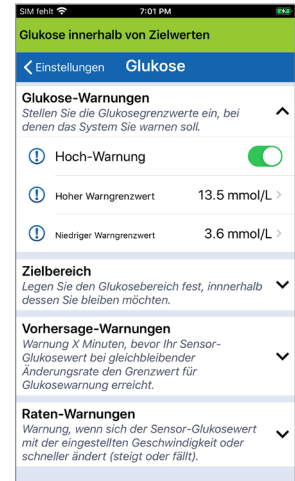 SIM fehlt 7:01 PM
Glukose innerhalb von Zielwerten
Einstellungen Glukose
Glukose-Warnungen
Stellen Sie die Glukosegrenzwerte ein, bei
denen das System Sie warnen soll.
Hoch-Warnung
Hoher Warngrenzwert 13.5 mmol/L
Niedriger Warngrenzwert 3.6 mmol/L
Zielbereich
Legen Sie den Glukosebereich fest, innnerhalb
dessen Sie bleiben möchten.
Vorhersage-Warnungen
Warnung X Minuten, bevor Ihr Sensor-
Glukosewert bei gleichbleibender
Änderungsrate den Grenzwert für
Glukosewarnung erreicht.
Raten-Warnungen
Warnung, wenn sich der Sensor-Glukosewert
mit der eingestellten Geschwindigkeit oder
schneller ändert (steigt oder fällt).